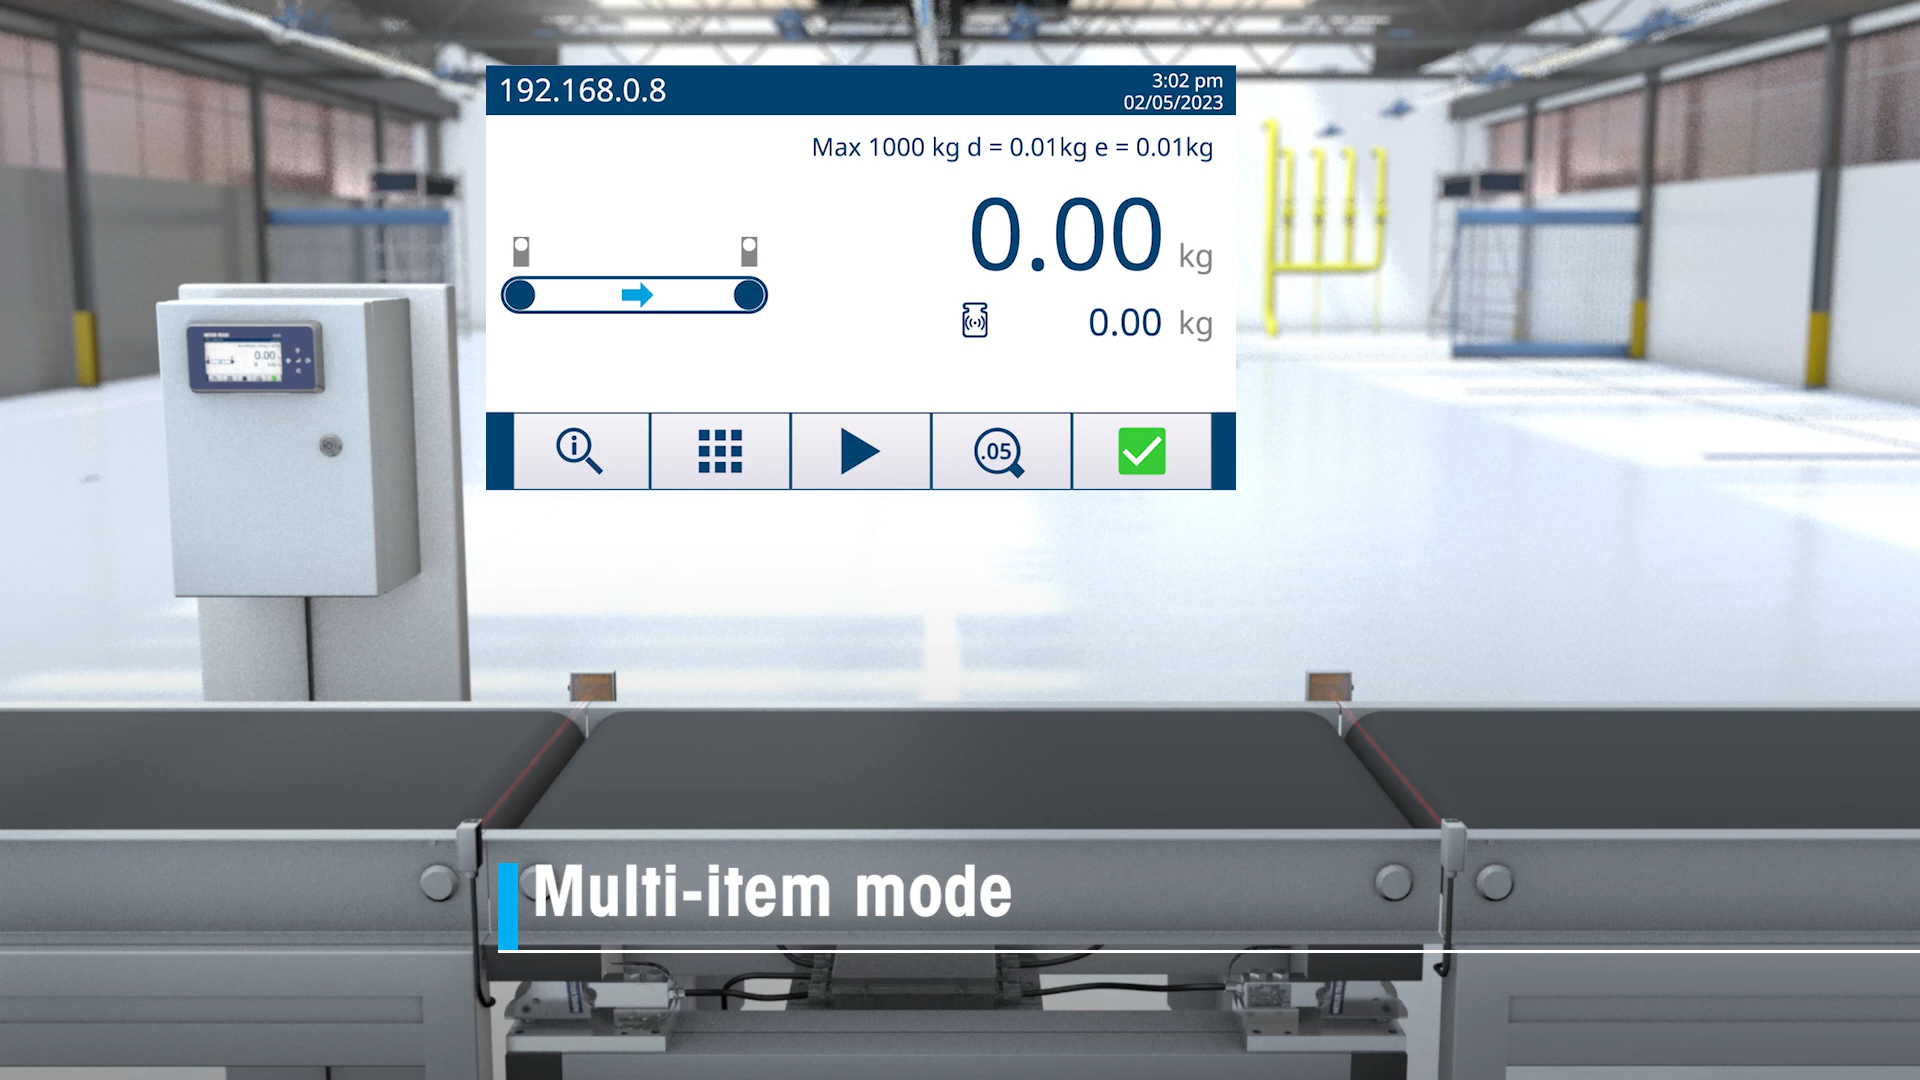 192.168.0.8
3:02 pm
02/05/2023
Max 1000 kg d = 0.01kg e = 0.01kg
0.00 kg
0.00 kg
.05
Multi-item mode